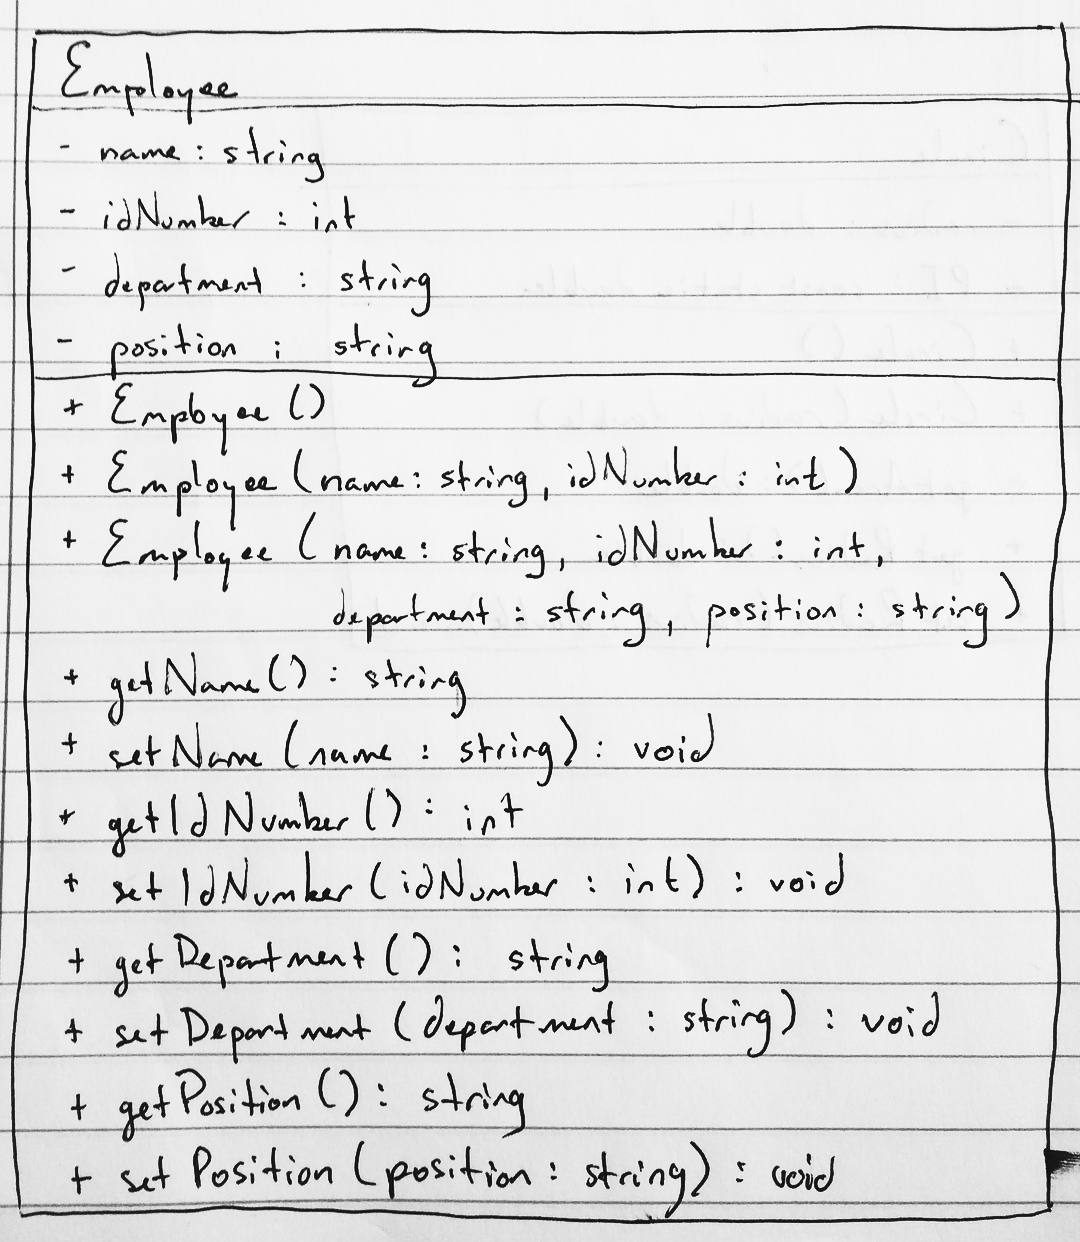 Employee
- name : string
- idNumber : int
- department : string
- position : string
+ Employee ()
+ Employee (name : string, idNumber : int)
+ Employee (name : string, idNumber : int,
department : string, position : string)
+ getName() : string
+ setName (name : string) : void
+ getIdNumber () : int
+ setIdNumber (idNumber : int) : void
+ getDepartment () : string
+ setDepartment (department : string) : void
+ getPosition () : string
+ setPosition (position : string) : void